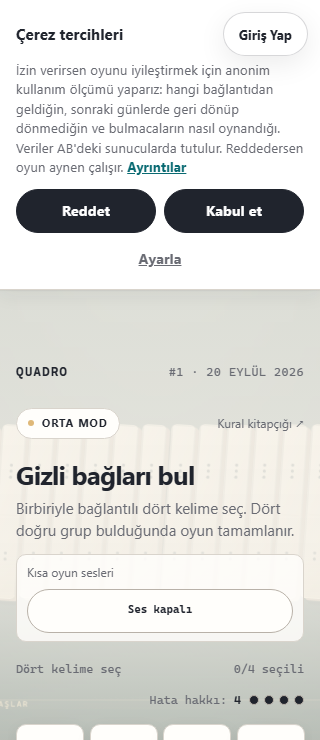 Çerez tercihleri
Giriş Yap
İzin verirsen oyunu iyileştirmek için anonim
kullanım ölçümü yaparız: hangi bağlantıdan
geldiğin, sonraki günlerde geri dönüp
dönmediğin ve bulmacaların nasıl oynandığı.
Veriler AB'deki sunucularda tutulur. Reddedersen
oyun aynen çalışır. Ayrıntılar
Reddet
Kabul et
Ayarla
QUADRO
#1 · 20 EYLÜL 2026
ORTA MOD
Kural kitapçığı ↗
Gizli bağları bul
Birbiriyle bağlantılı dört kelime seç. Dört
doğru grup bulduğunda oyun tamamlanır.
Kısa oyun sesleri
Ses kapalı
Dört kelime seç
0/4 seçili
Hata hakkı: 4